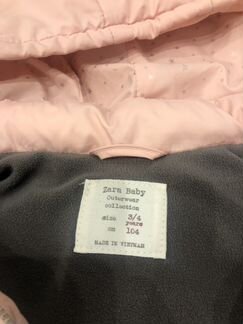 Zara Baby
Outerwear
collection
size 3/4
years
cm 104
MADE IN VIETNAM